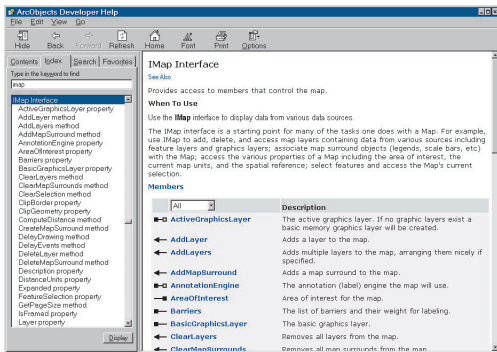 ArcObjects Developer Help
File Edit View Go
Hide Back Forward Refresh Home Font Print Options
Contents Index Search Favorites
Type in the keyword to find:
imap
IMap Interface
ActiveGraphicsLayer property
AddLayer method
AddLayers method
AddMapSurround method
AnnotationEngine property
AreaOfInterest property
Barriers property
BasicGraphicsLayer property
ClearLayers method
ClearMapSurrounds method
ClearSelection method
ClipBorder property
ClipGeometry property
ComputeDistance method
CreateMapSurround method
DelayDrawing method
DelayEvents method
DeleteLayer method
DeleteMapSurround method
Description property
DistanceUnits property
Expanded property
FeatureSelection property
GetPageSize method
IsFramed property
Layer property
Display
IMap Interface
See Also
Provides access to members that control the map.
When To Use
Use the IMap interface to display data from various data sources.
The IMap interface is a starting point for many of the tasks one does with a Map. For example,
use IMap to add, delete, and access map layers containing data from various sources including
feature layers and graphics layers; associate map surround objects (legends, scale bars, etc)
with the Map; access the various properties of a Map including the area of interest, the
current map units, and the spatial reference; select features and access the Map's current
selection.
Members
All Description
ActiveGraphicsLayer The active graphics layer. If no graphic layers exist a
basic memory graphics layer will be created.
AddLayer Adds a layer to the map.
AddLayers Adds multiple layers to the map, arranging them nicely if
specified.
AddMapSurround Adds a map surround to the map.
AnnotationEngine The annotation (label) engine the map will use.
AreaOfInterest Area of interest for the map.
Barriers The list of barriers and their weight for labeling.
BasicGraphicsLayer The basic graphics layer.
ClearLayers Removes all layers from the map.
ClearMapSurrounds Removes all map surrounds from the map.